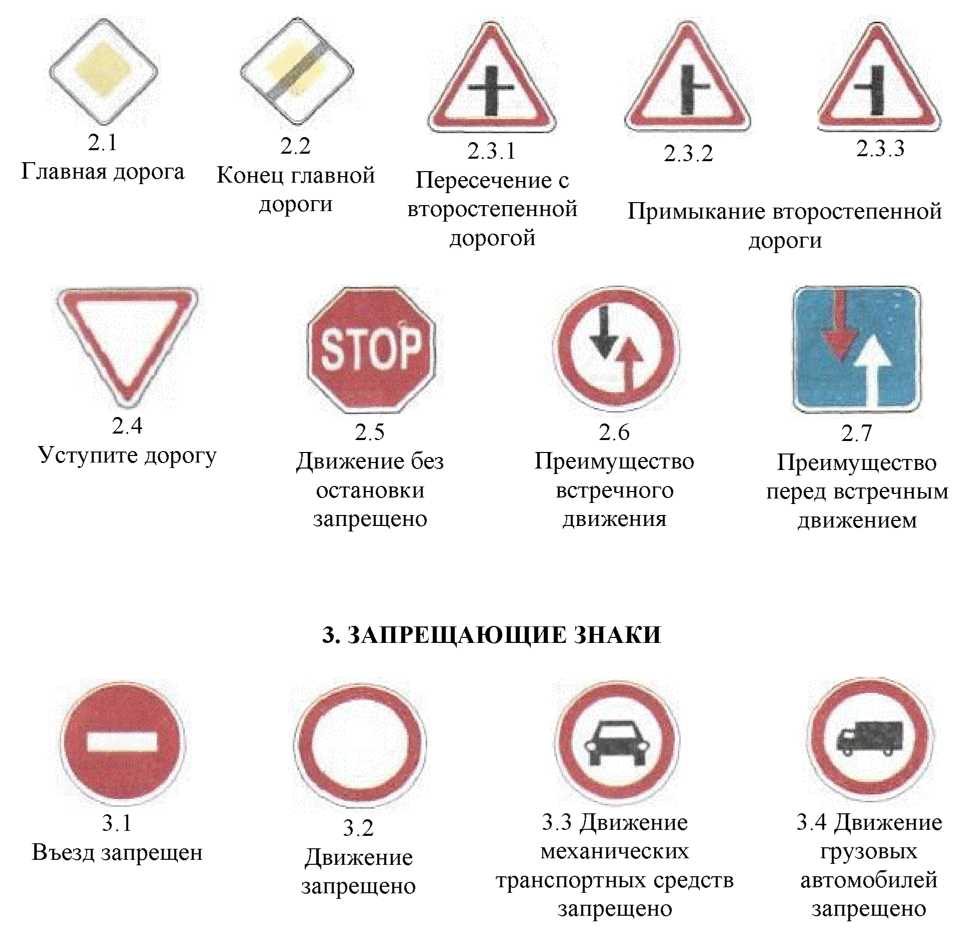 2.1
Главная дорога
2.2
Конец главной
дороги
2.3.1
Пересечение с
второстепенной
дорогой
2.3.2
2.3.3
Примыкание второстепенной
дороги
2.4
Уступите дорогу
STOP
2.5
Движение без
остановки
запрещено
2.6
Преимущество
встречного
движения
2.7
Преимущество
перед встречным
движением
3. ЗАПРЕЩАЮЩИЕ ЗНАКИ
3.1
Въезд запрещен
3.2
Движение
запрещено
3.3 Движение
механических
транспортных средств
запрещено
3.4 Движение
грузовых
автомобилей
запрещено